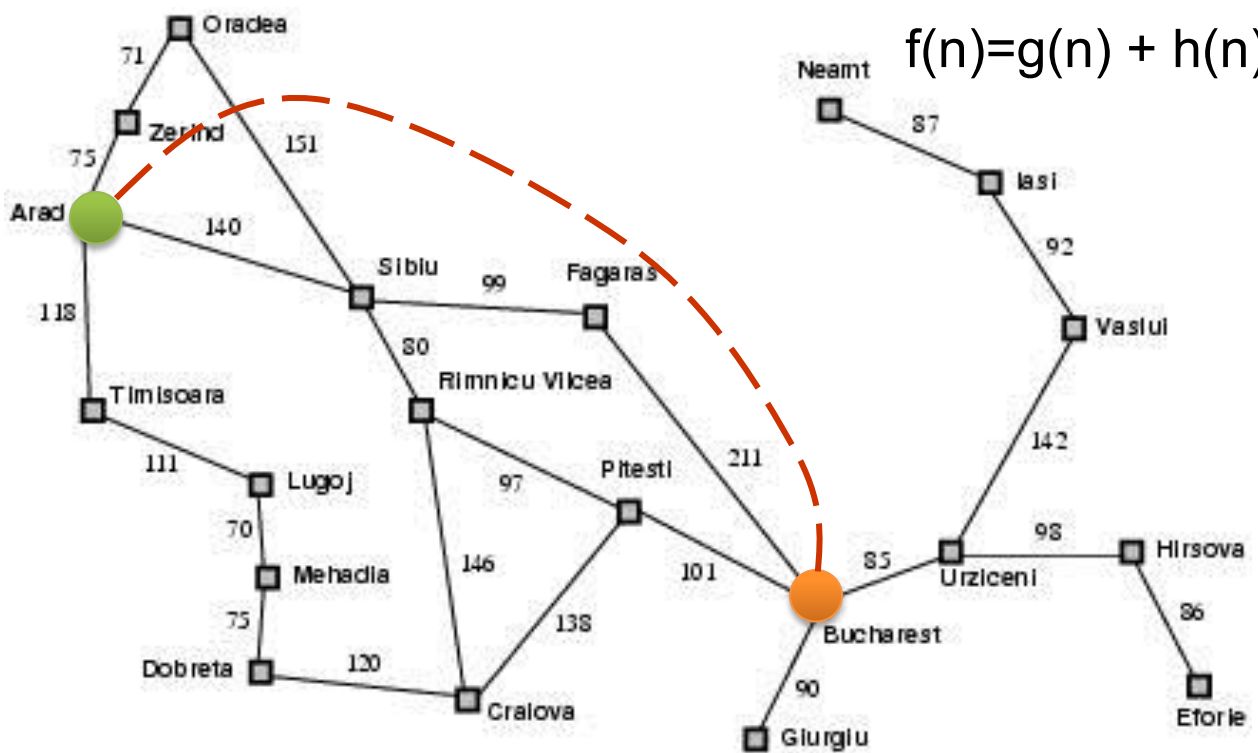 Oradea
f(n)=g(n) + h(n)
71
Neamt
Zerind
87
151
75
Iasi
Arad
140
92
Sibiu
Fagaras
99
118
Vaslui
80
Timisoara
Rimnicu Vilcea
142
111
Lugoj
97
Pitesti
211
70
98
Hirsova
Mehadia
146
101
85
Urziceni
75
138
86
Dobreta
120
Bucharest
90
Craiova
Eforie
Giurgiu